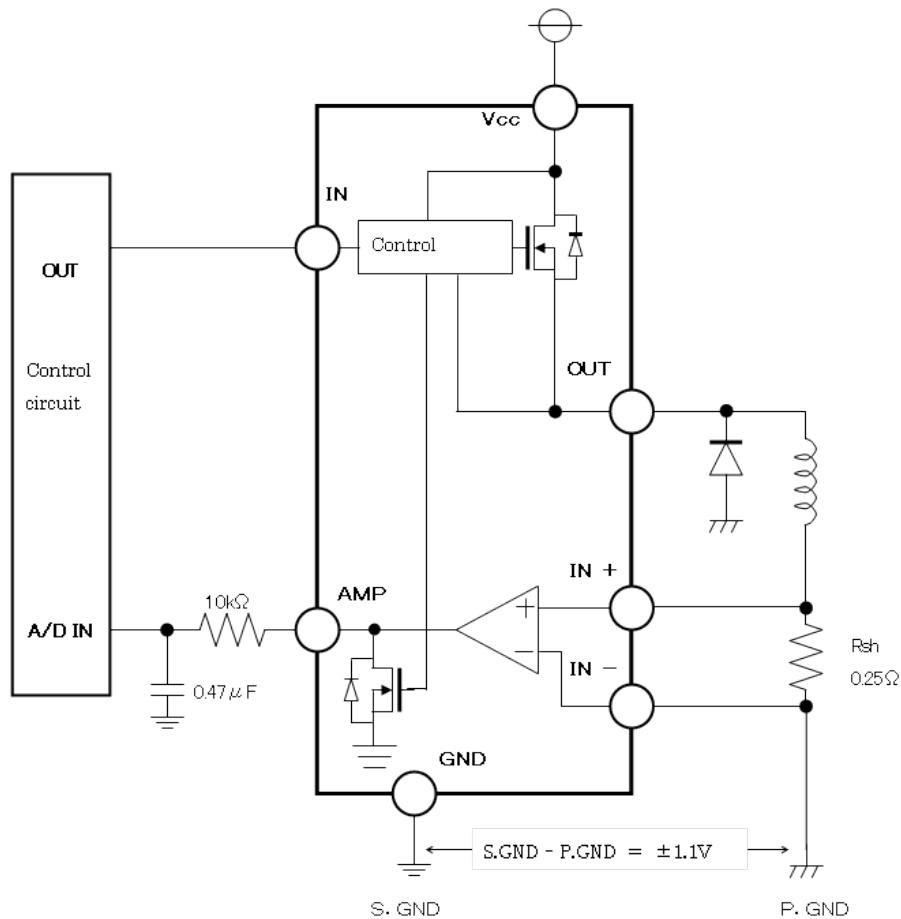 Vcc
IN
Control
OUT
OUT
Control
circuit
IN +
AMP
10kΩ
A/D IN
IN -
Rsh
0.25Ω
0.47μF
GND
S.GND - P.GND = ±1.1V
S. GND
P. GND